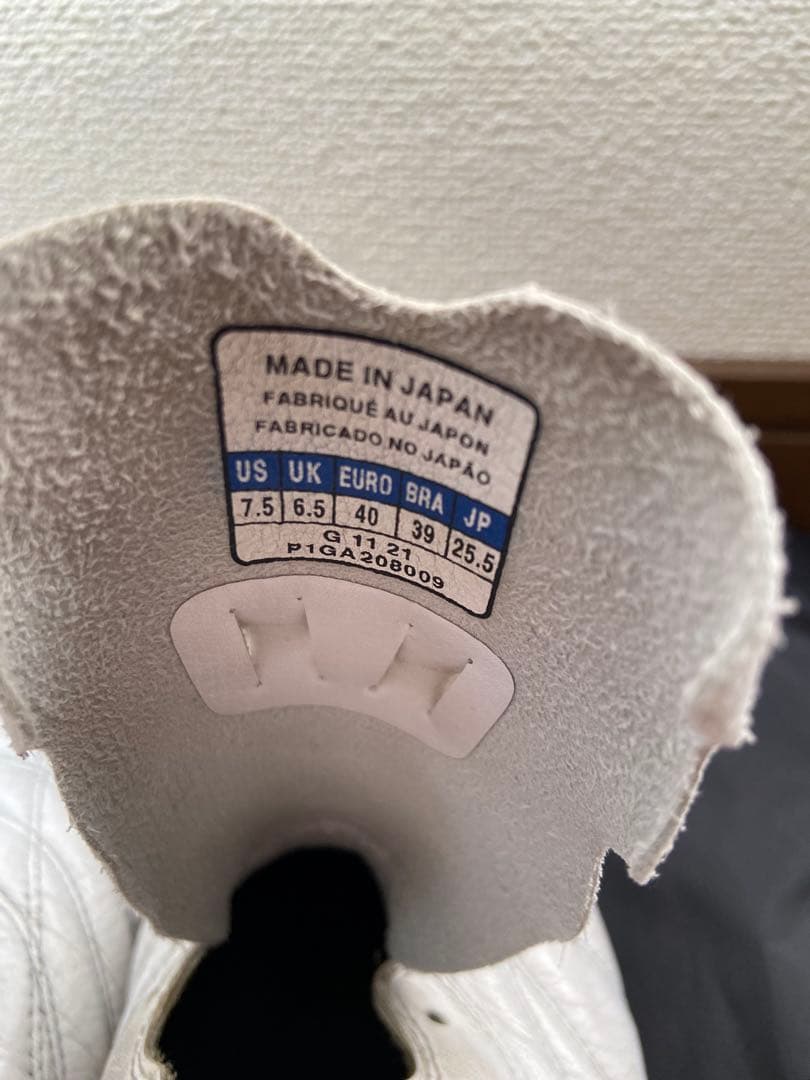 MADE IN JAPAN
FABRIQUÉ AU JAPON
FABRICADO NO JAPÃO
US UK EURO BRA JP
7.5 6.5 40 39 25.5
G 11 21
P1GA208009